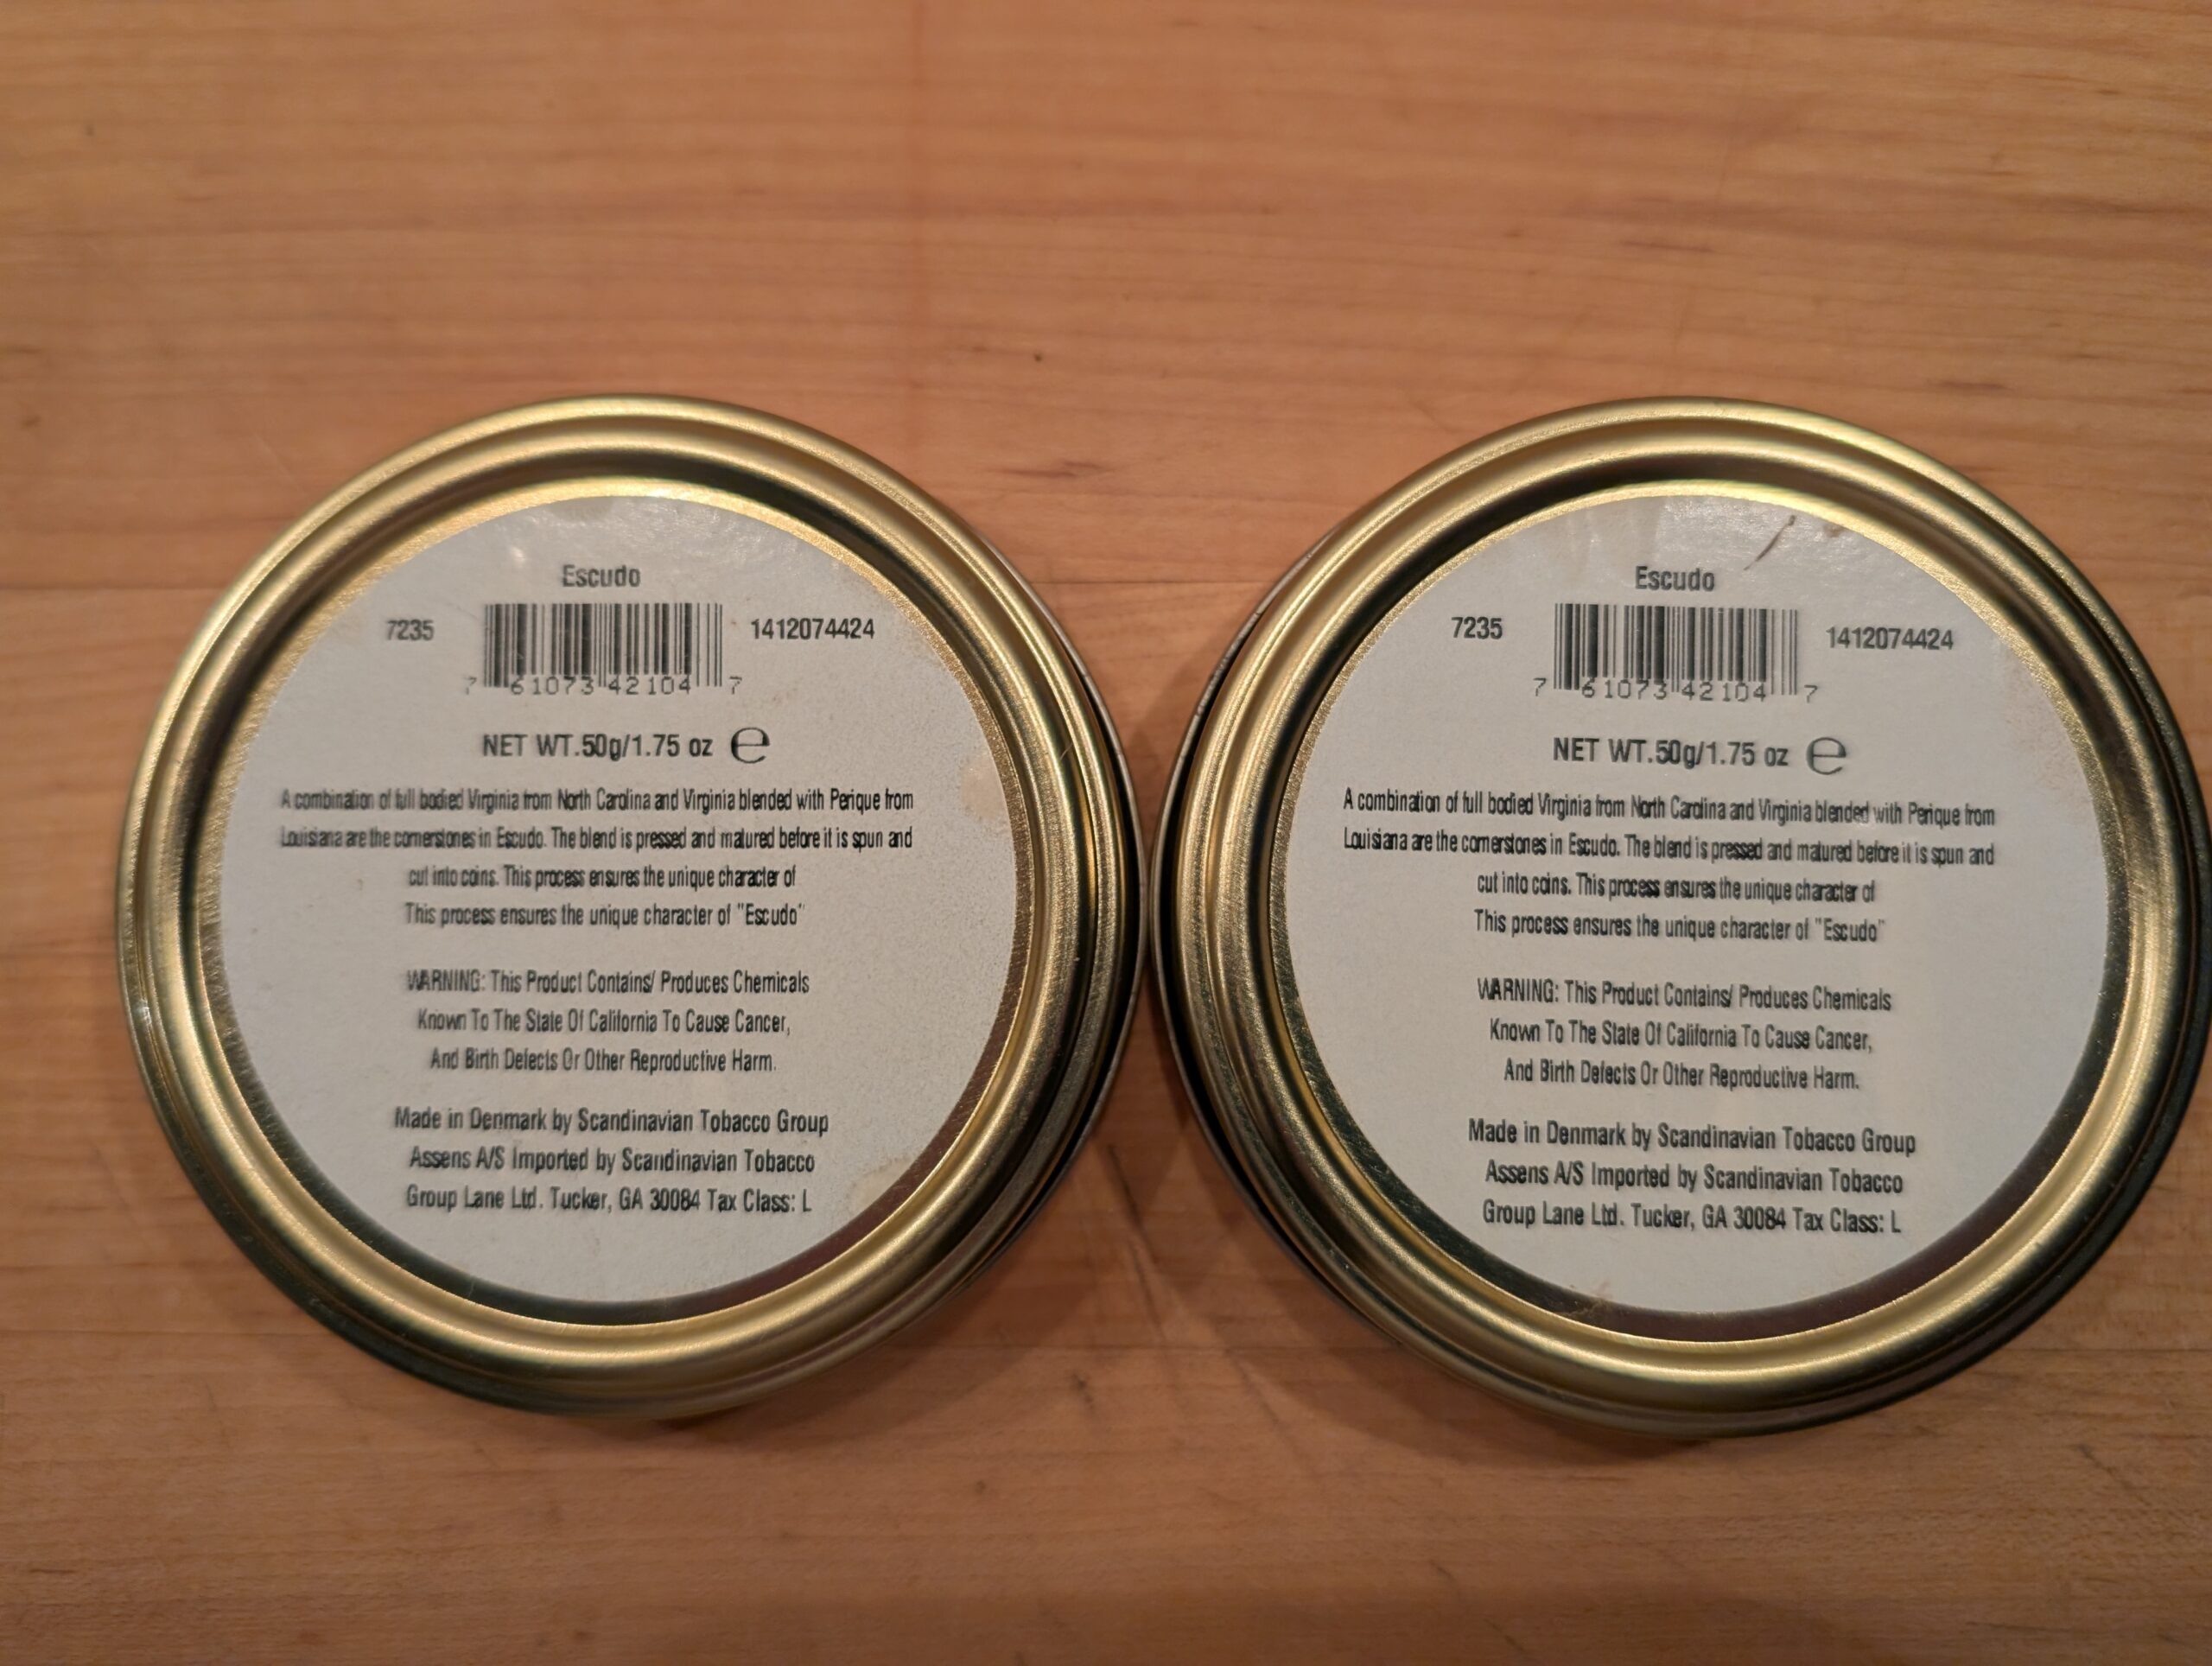 Escudo
7235 1412074424
7 61073 42104 7
NET WT.50g/1.75 oz ℮
A combination of full bodied Virginia from North Carolina and Virginia blended with Perique from
Louisiana are the cornerstones in Escudo. The blend is pressed and matured before it is spun and
cut into coins. This process ensures the unique character of
This process ensures the unique character of "Escudo"
WARNING: This Product Contains/ Produces Chemicals
Known To The State Of California To Cause Cancer,
And Birth Defects Or Other Reproductive Harm.
Made in Denmark by Scandinavian Tobacco Group
Assens A/S Imported by Scandinavian Tobacco
Group Lane Ltd. Tucker, GA 30084 Tax Class: L
Escudo
7235 1412074424
7 61073 42104 7
NET WT.50g/1.75 oz ℮
A combination of full bodied Virginia from North Carolina and Virginia blended with Perique from
Louisiana are the cornerstones in Escudo. The blend is pressed and matured before it is spun and
cut into coins. This process ensures the unique character of
This process ensures the unique character of "Escudo"
WARNING: This Product Contains/ Produces Chemicals
Known To The State Of California To Cause Cancer,
And Birth Defects Or Other Reproductive Harm.
Made in Denmark by Scandinavian Tobacco Group
Assens A/S Imported by Scandinavian Tobacco
Group Lane Ltd. Tucker, GA 30084 Tax Class: L